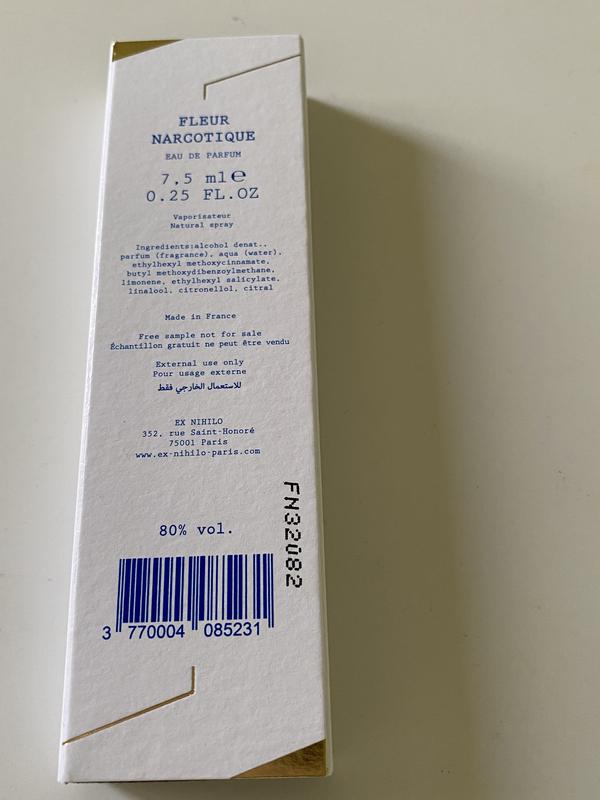 FLEUR
NARCOTIQUE
EAU DE PARFUM
7,5 ml℮
0.25 FL.OZ
Vaporisateur
Natural spray
Ingredients:alcohol denat..
parfum (fragrance), aqua (water),
ethylhexyl methoxycinnamate,
butyl methoxydibenzoylmethane,
limonene, ethylhexyl salicylate,
linalool, citronellol, citral
Made in France
Free sample not for sale
Échantillon gratuit ne peut être vendu
External use only
Pour usage externe
للاستعمال الخارجي فقط
EX NIHILO
352, rue Saint-Honoré
75001 Paris
www.ex-nihilo-paris.com
FN32082
80% vol.
3 770004 085231